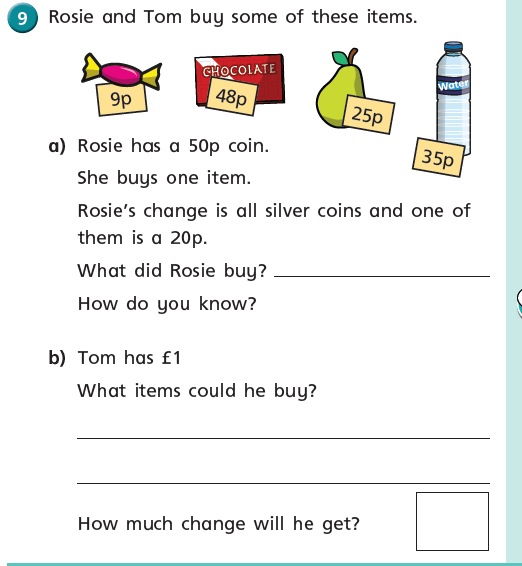 9 Rosie and Tom buy some of these items.
9p
CHOCOLATE
48p
25p
Water
35p
a) Rosie has a 50p coin.
She buys one item.
Rosie's change is all silver coins and one of
them is a 20p.
What did Rosie buy?
How do you know?
b) Tom has £1
What items could he buy?
How much change will he get?